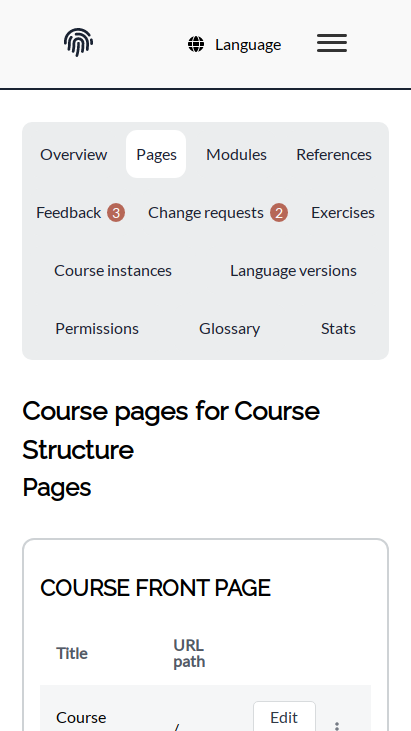 Language
Overview Pages Modules References
Feedback 3 Change requests 2 Exercises
Course instances Language versions
Permissions Glossary Stats
Course pages for Course
Structure
Pages
COURSE FRONT PAGE
Title URL path
Course / Edit